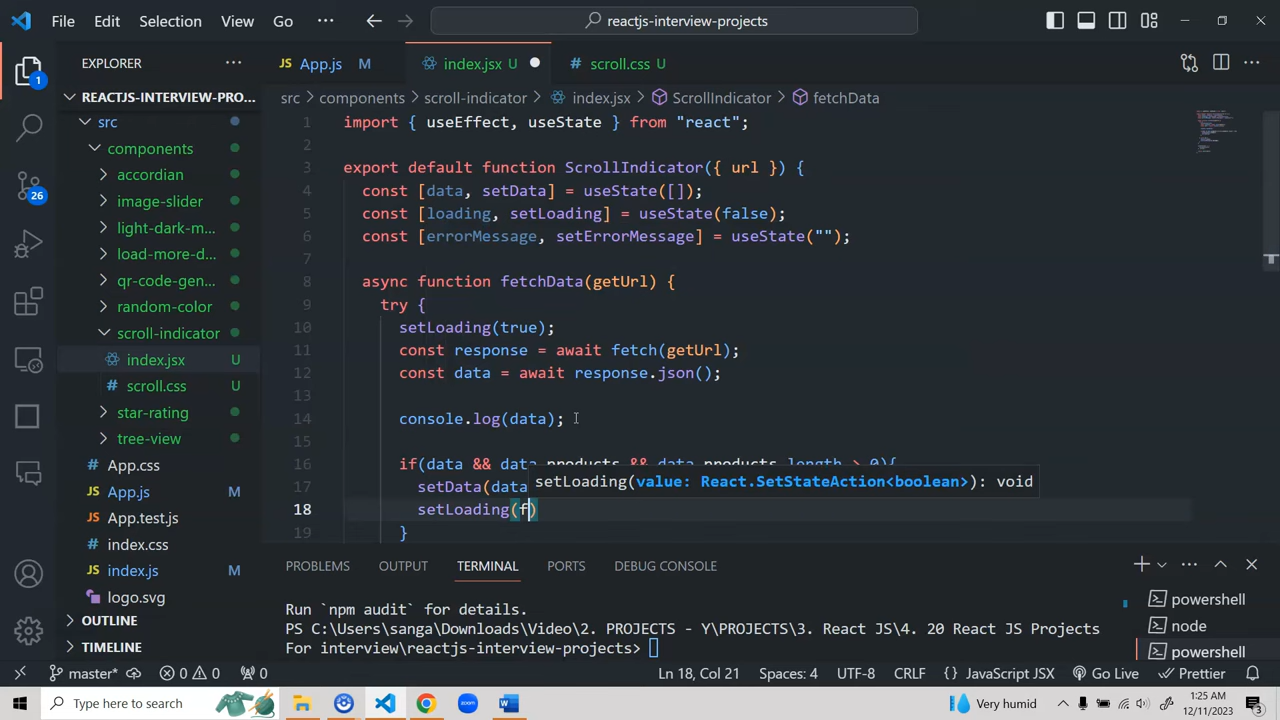 File Edit Selection View Go ··· reactjs-interview-projects
EXPLORER ···
App.js M index.jsx U scroll.css U ···
REACTJS-INTERVIEW-PRO...
src > components > scroll-indicator > index.jsx > ScrollIndicator > fetchData
src
components
accordian
image-slider
light-dark-m...
load-more-d...
qr-code-gen...
random-color
scroll-indicator
index.jsx U
scroll.css U
star-rating
tree-view
App.css
App.js M
App.test.js
index.css
index.js M
logo.svg
OUTLINE
TIMELINE
1
26
1 import { useEffect, useState } from "react";
2
3 export default function ScrollIndicator({ url }) {
4 const [data, setData] = useState([]);
5 const [loading, setLoading] = useState(false);
6 const [errorMessage, setErrorMessage] = useState("");
7
8 async function fetchData(getUrl) {
9 try {
10 setLoading(true);
11 const response = await fetch(getUrl);
12 const data = await response.json();
13
14 console.log(data);
15
16 if(data && data.products && data.products.length > 0){
setLoading(value: React.SetStateAction<boolean>): void
17 setData(data
18 setLoading(f)
19 }
PROBLEMS OUTPUT TERMINAL PORTS DEBUG CONSOLE ···
Run `npm audit` for details.
PS C:\Users\sanga\Downloads\Video\2. PROJECTS - Y\PROJECTS\3. React JS\4. 20 React JS Projects
For interview\reactjs-interview-projects>
powershell
node
powershell
master* 0 0 0 Ln 18, Col 21 Spaces: 4 UTF-8 CRLF {} JavaScript JSX Go Live Prettier
Type here to search zoom W Very humid 1:25 AM
12/11/2023 3